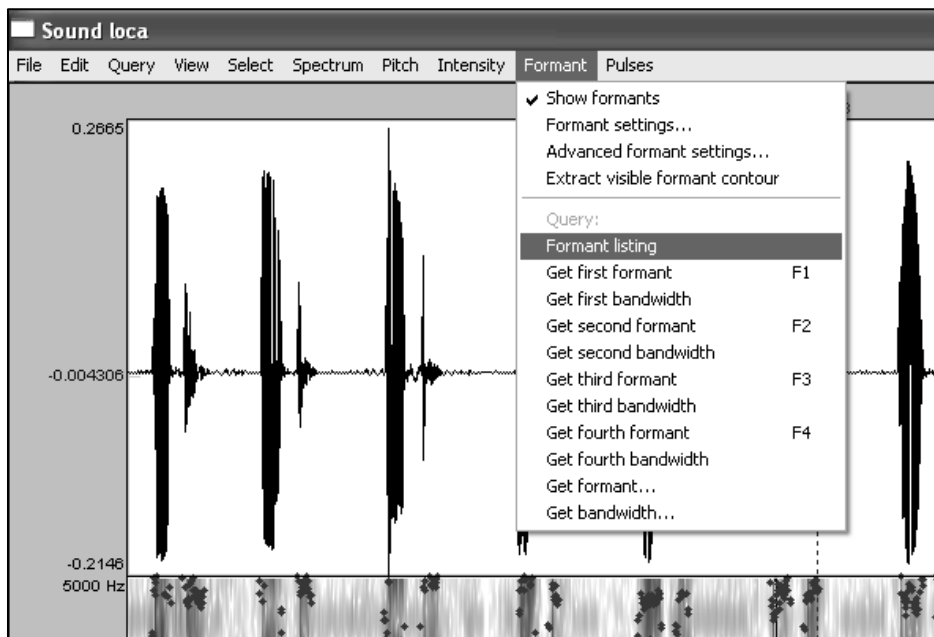 Sound loca
File Edit Query View Select Spectrum Pitch Intensity Formant Pulses
✔ Show formants
Formant settings...
Advanced formant settings...
Extract visible formant contour
Query:
Formant listing
Get first formant F1
Get first bandwidth
Get second formant F2
Get second bandwidth
Get third formant F3
Get third bandwidth
Get fourth formant F4
Get fourth bandwidth
Get formant...
Get bandwidth...
0.2665
-0.004306
-0.2146
5000 Hz